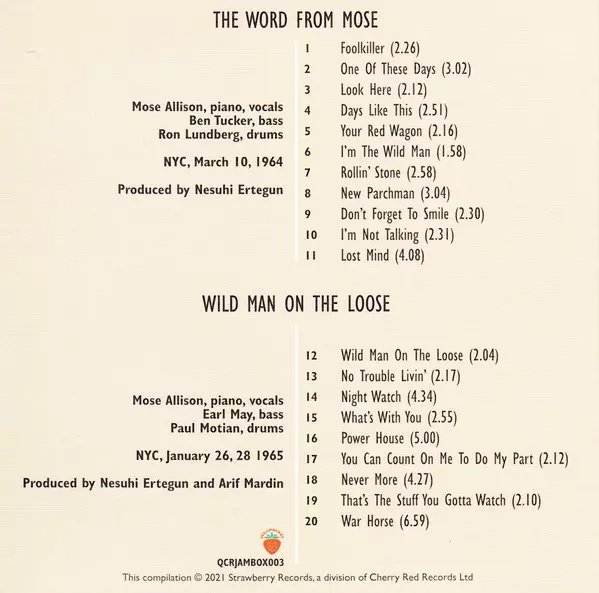 THE WORD FROM MOSE
Mose Allison, piano, vocals
Ben Tucker, bass
Ron Lundberg, drums
NYC, March 10, 1964
Produced by Nesuhi Ertegun
1 Foolkiller (2.26)
2 One Of These Days (3.02)
3 Look Here (2.12)
4 Days Like This (2.51)
5 Your Red Wagon (2.16)
6 I'm The Wild Man (1.58)
7 Rollin' Stone (2.58)
8 New Parchman (3.04)
9 Don't Forget To Smile (2.30)
10 I'm Not Talking (2.31)
11 Lost Mind (4.08)
WILD MAN ON THE LOOSE
Mose Allison, piano, vocals
Earl May, bass
Paul Motian, drums
NYC, January 26, 28 1965
Produced by Nesuhi Ertegun and Arif Mardin
12 Wild Man On The Loose (2.04)
13 No Trouble Livin' (2.17)
14 Night Watch (4.34)
15 What's With You (2.55)
16 Power House (5.00)
17 You Can Count On Me To Do My Part (2.12)
18 Never More (4.27)
19 That's The Stuff You Gotta Watch (2.10)
20 War Horse (6.59)
QCRJAMBOX003
This compilation © 2021 Strawberry Records, a division of Cherry Red Records Ltd